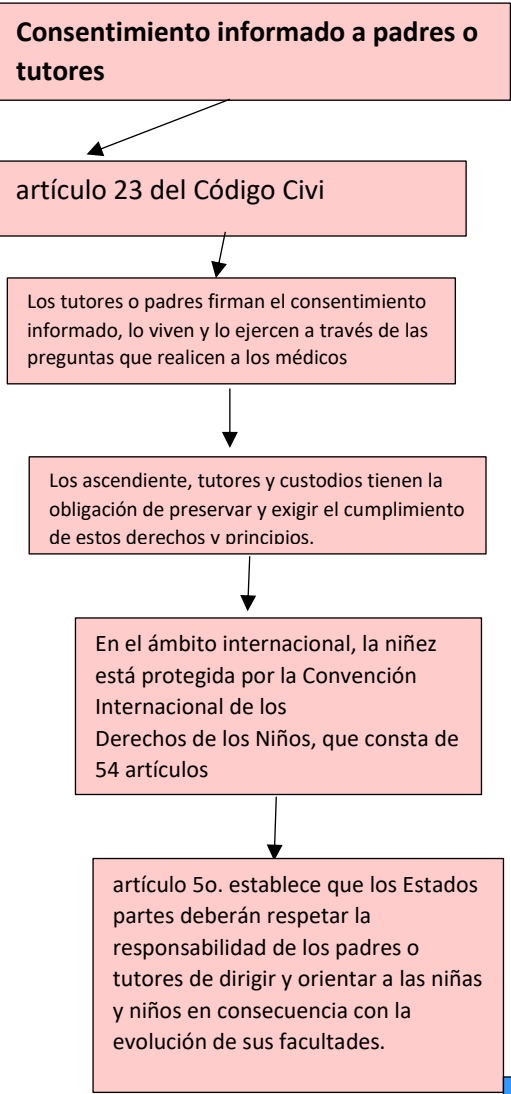 Consentimiento informado a padres o
tutores
artículo 23 del Código Civi
Los tutores o padres firman el consentimiento
informado, lo viven y lo ejercen a través de las
preguntas que realicen a los médicos
Los ascendiente, tutores y custodios tienen la
obligación de preservar y exigir el cumplimiento
de estos derechos y principios.
En el ámbito internacional, la niñez
está protegida por la Convención
Internacional de los
Derechos de los Niños, que consta de
54 artículos
artículo 5o. establece que los Estados
partes deberán respetar la
responsabilidad de los padres o
tutores de dirigir y orientar a las niñas
y niños en consecuencia con la
evolución de sus facultades.